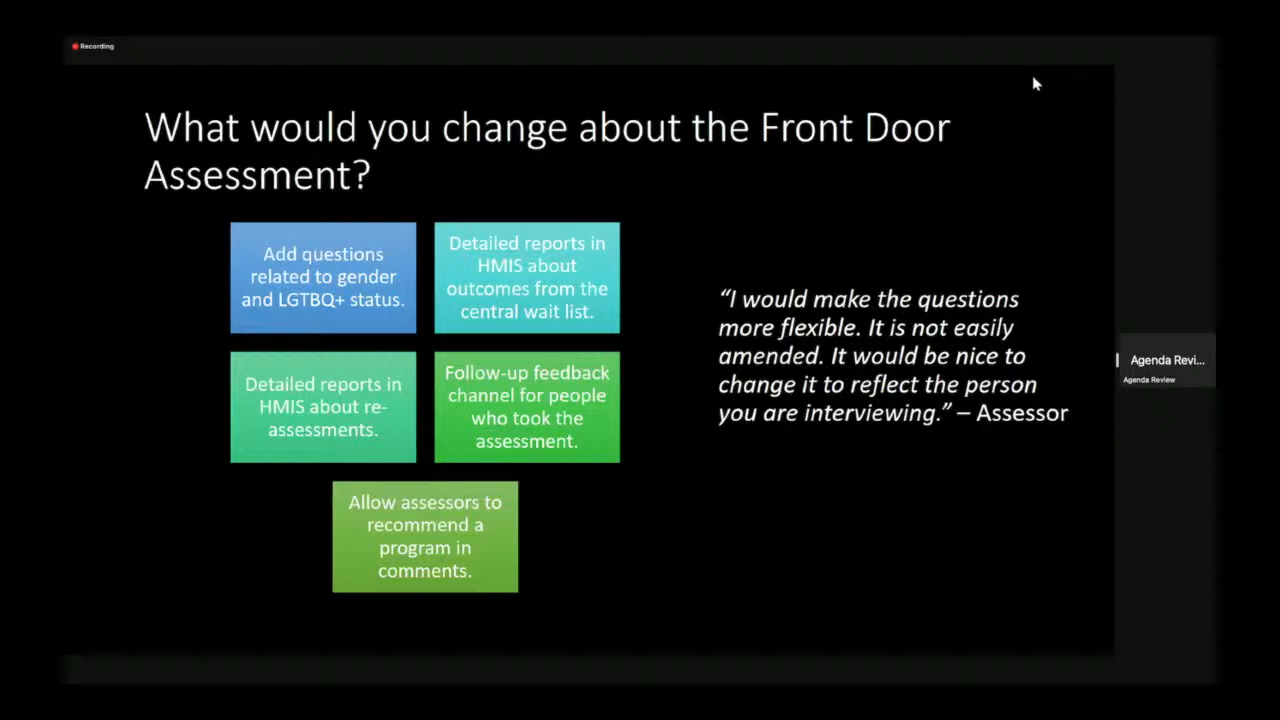 Recording
What would you change about the Front Door
Assessment?
Add questions
related to gender
and LGTBQ+ status.
Detailed reports in
HMIS about
outcomes from the
central wait list.
Detailed reports in
HMIS about re-
assessments.
Follow-up feedback
channel for people
who took the
assessment.
Allow assessors to
recommend a
program in
comments.
“I would make the questions
more flexible. It is not easily
amended. It would be nice to
change it to reflect the person
you are interviewing.” – Assessor
Agenda Revi...
Agenda Review